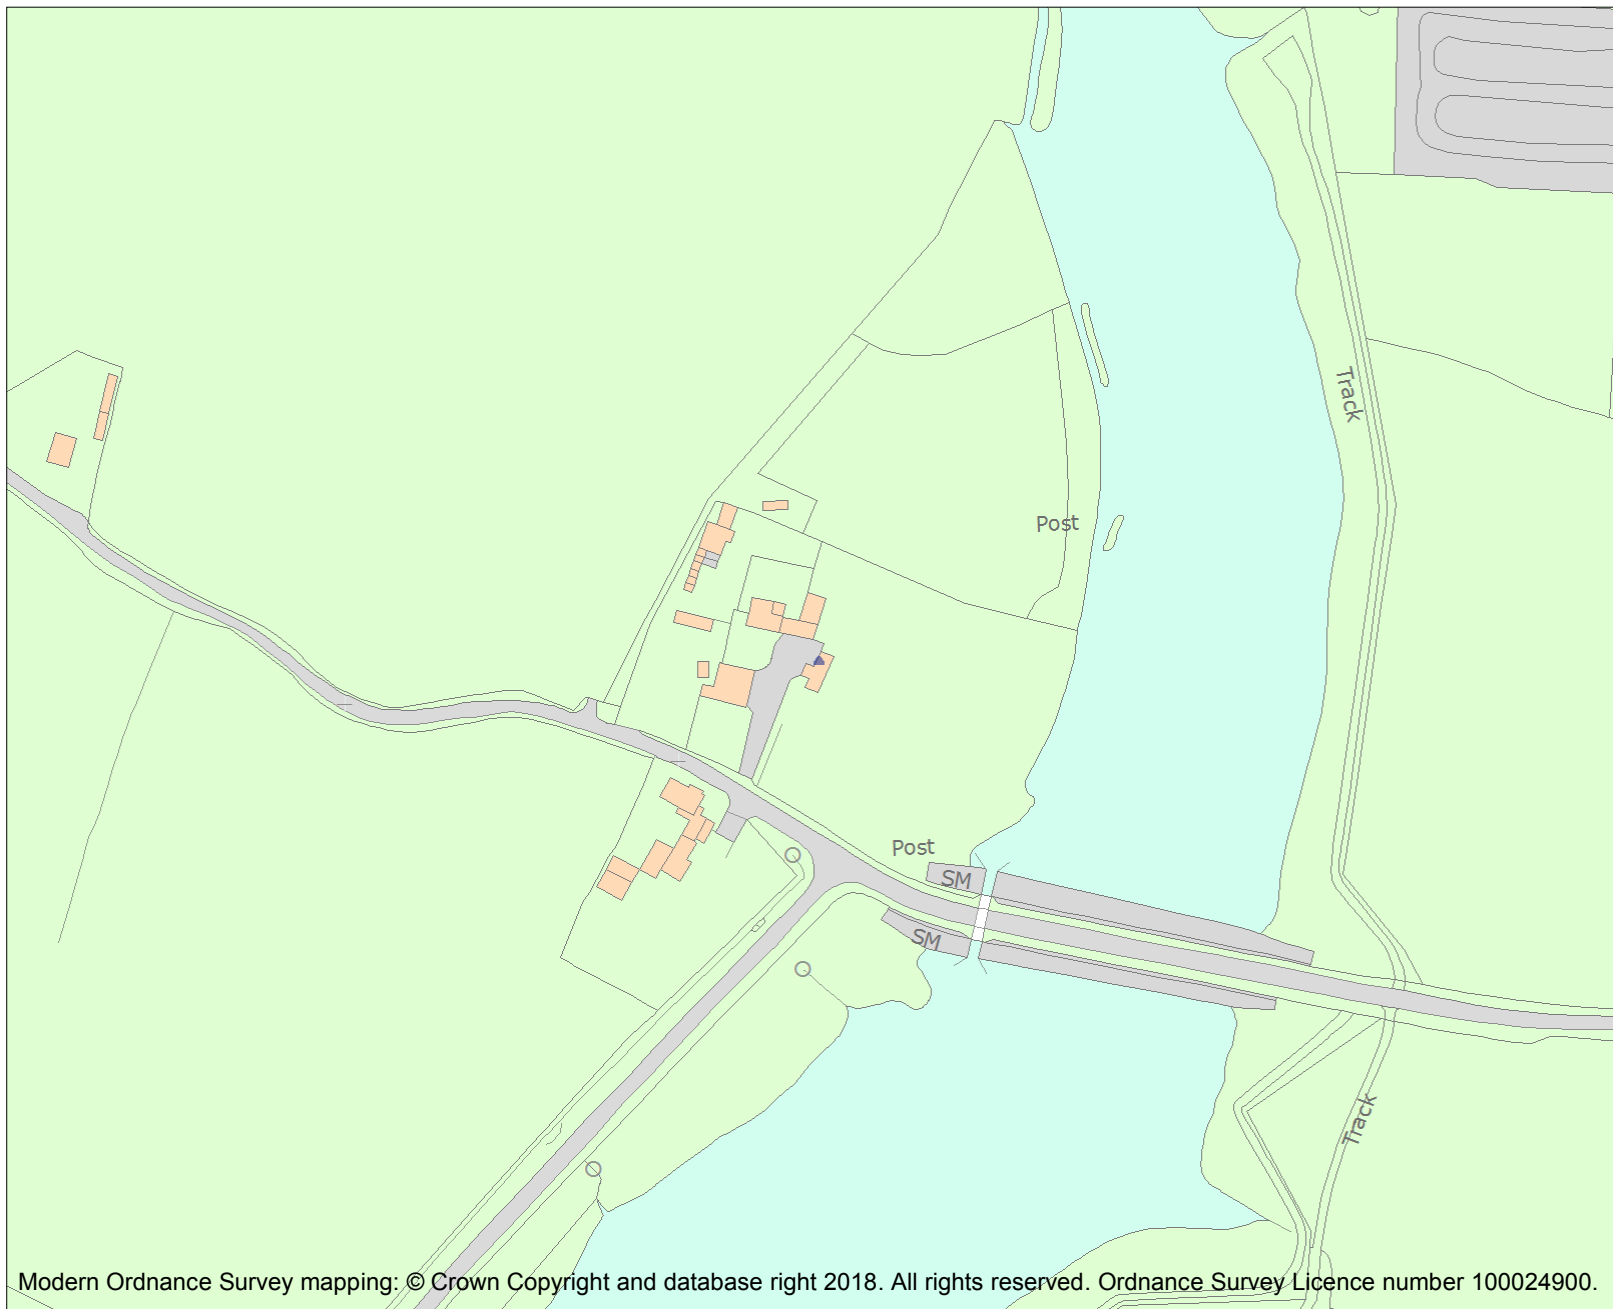 Track
Post
Post
SM
SM
Track
Modern Ordnance Survey mapping: © Crown Copyright and database right 2018. All rights reserved. Ordnance Survey Licence number 100024900.